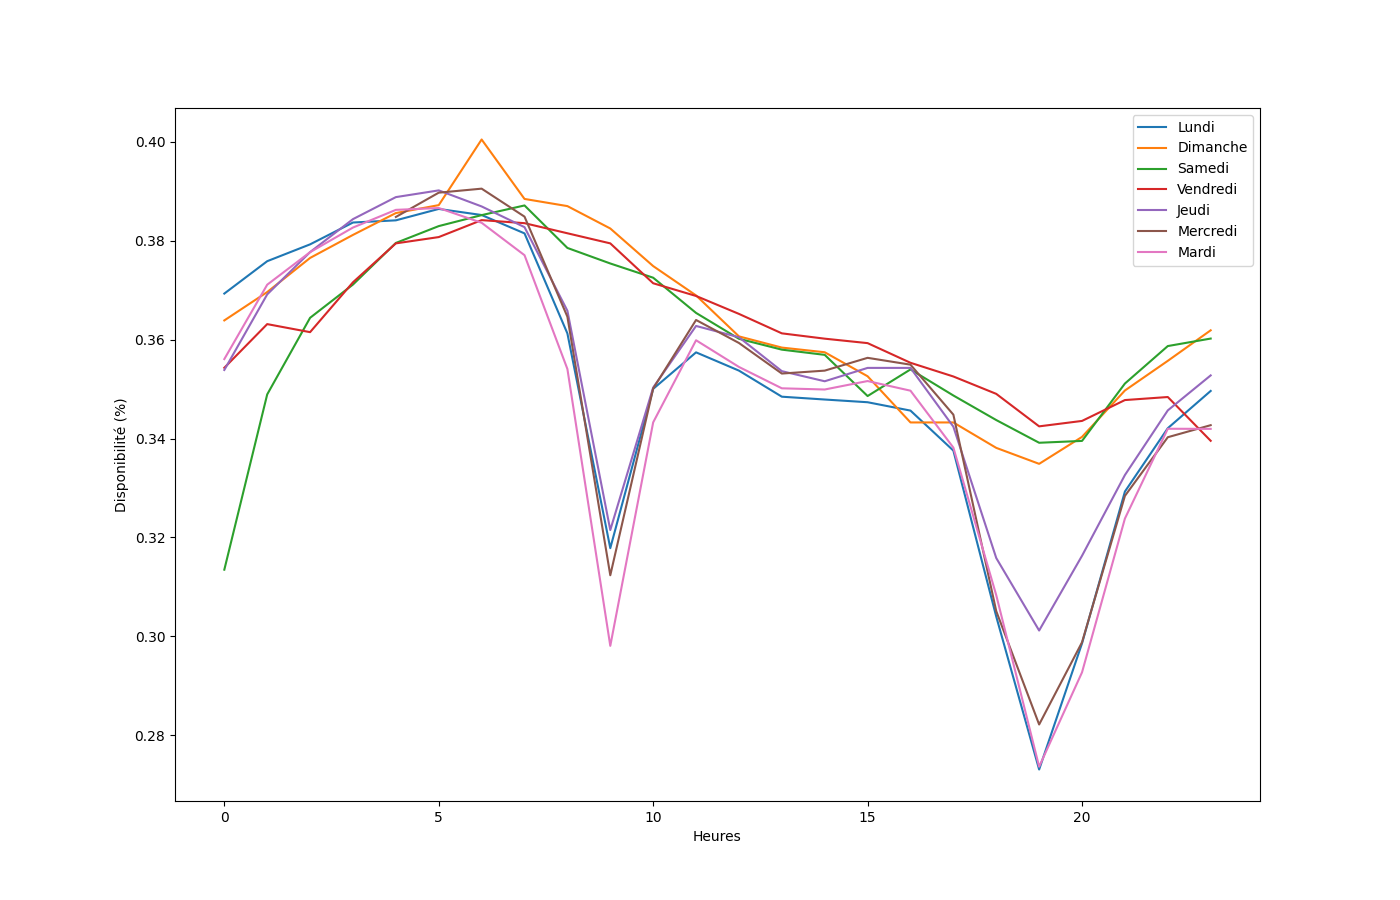 0.40
0.38
0.36
0.34
0.32
0.30
0.28
Disponibilité (%)
0
5
10
15
20
Heures
Lundi
Dimanche
Samedi
Vendredi
Jeudi
Mercredi
Mardi